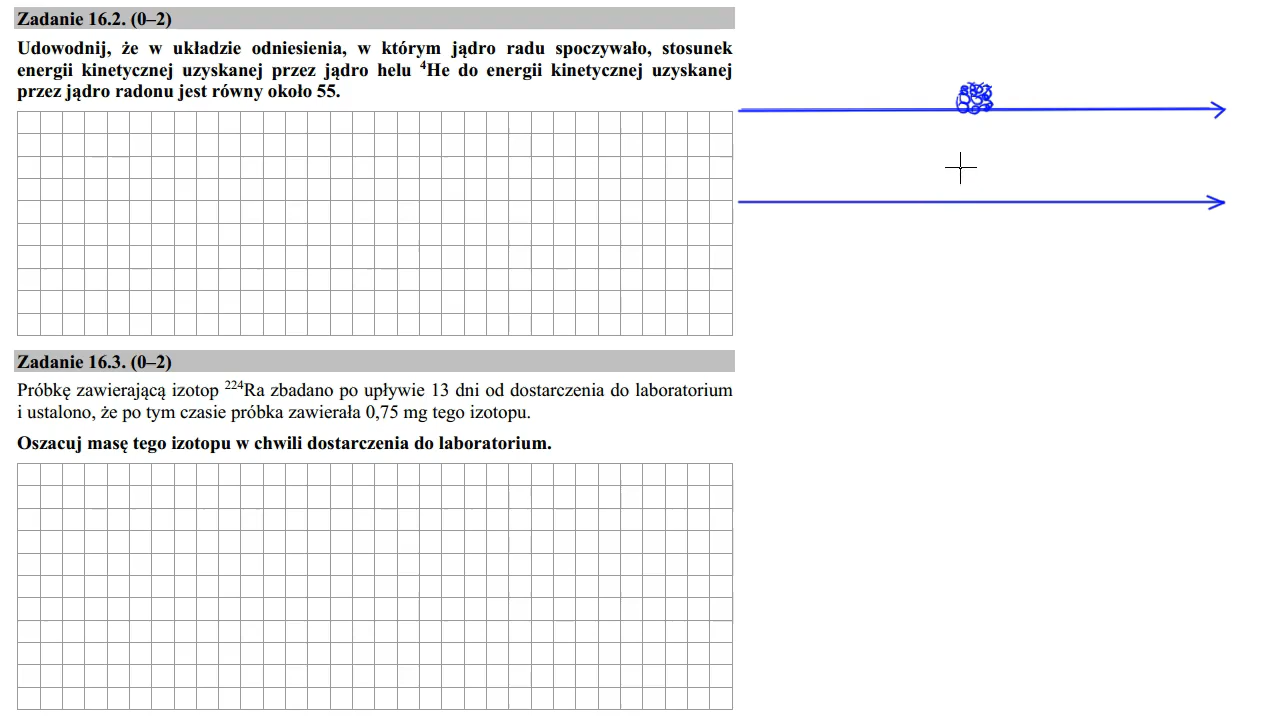 Zadanie 16.2. (0–2)
Udowodnij, że w układzie odniesienia, w którym jądro radu spoczywało, stosunek
energii kinetycznej uzyskanej przez jądro helu ⁴He do energii kinetycznej uzyskanej
przez jądro radonu jest równy około 55.
Zadanie 16.3. (0–2)
Próbkę zawierającą izotop ²²⁴Ra zbadano po upływie 13 dni od dostarczenia do laboratorium
i ustalono, że po tym czasie próbka zawierała 0,75 mg tego izotopu.
Oszacuj masę tego izotopu w chwili dostarczenia do laboratorium.